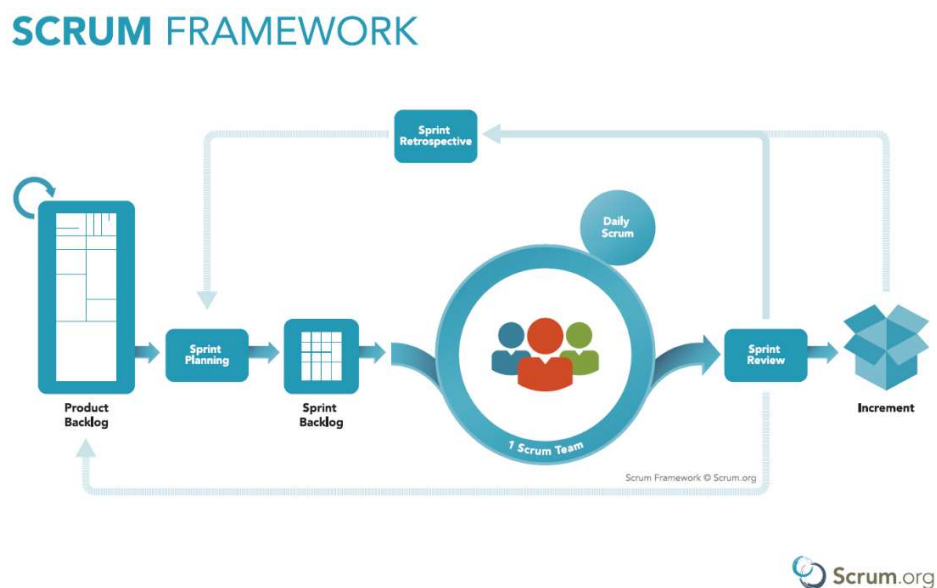 SCRUM FRAMEWORK
Sprint
Retrospective
Daily
Scrum
Sprint
Planning
Sprint
Review
Product
Backlog
Sprint
Backlog
1 Scrum Team
Increment
Scrum Framework © Scrum.org
Scrum.org